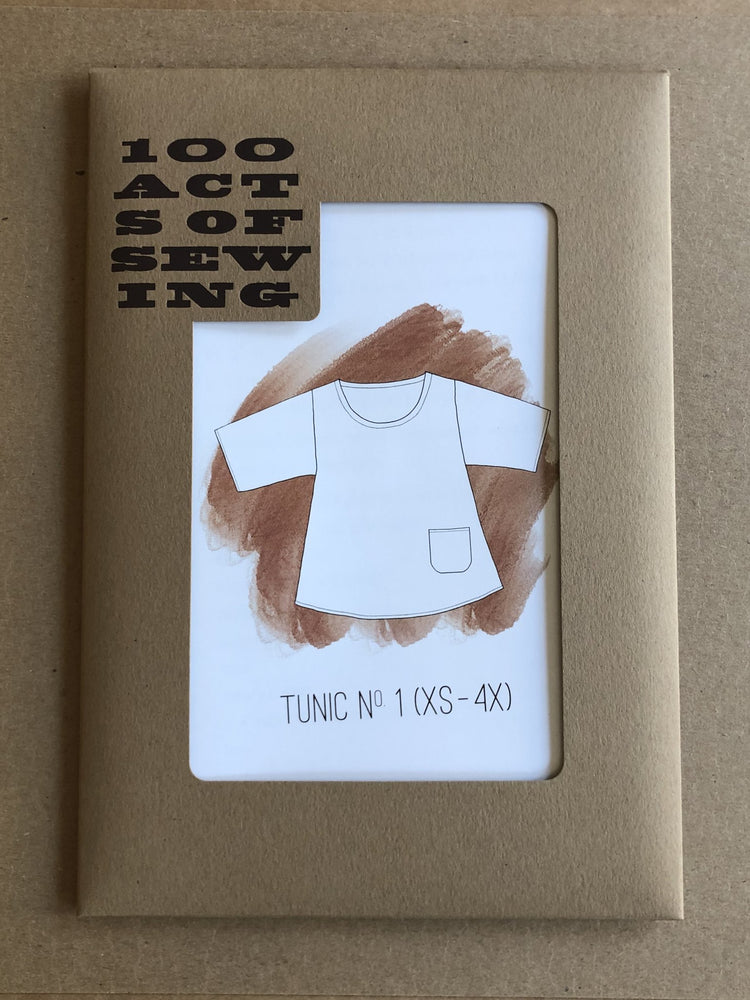 100
ACT
S OF
SEW
ING
TUNIC Nº. 1 (XS-4X)